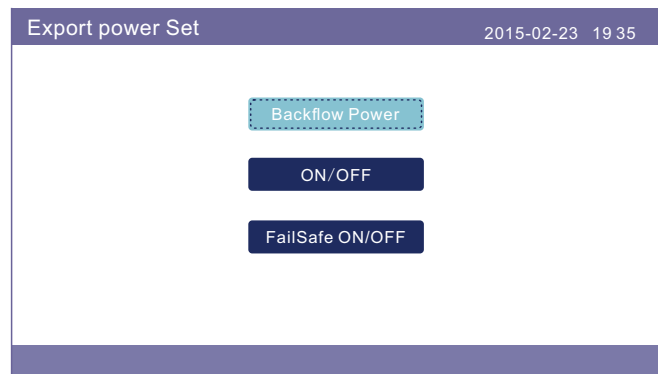 Export power Set
2015-02-23 19 35
Backflow Power
ON/OFF
FailSafe ON/OFF